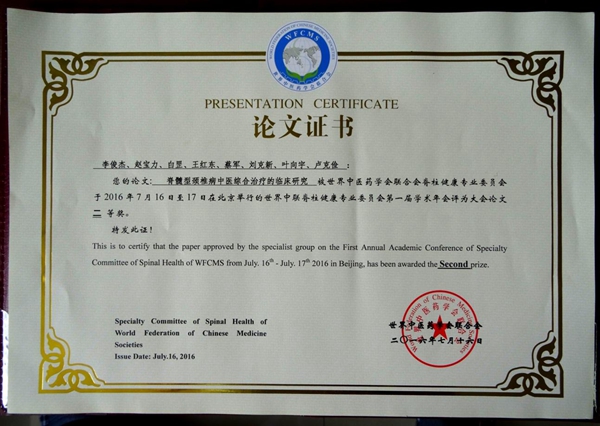 WORLD FEDERATION OF CHINESE MEDICINE SOCIETIES
WFCMS
世界中医药学会联合会
PRESENTATION CERTIFICATE
论文证书
李俊杰、赵宝力、白罡、王红东、蔡军、刘克新、叶向宇、卢克俭：
您的论文：脊髓型颈椎病中医综合治疗的临床研究 被世界中医药学会联合会脊柱健康专业委员会
于2016年7月16日至17日在北京举行的世界中联脊柱健康专业委员会第一届学术年会评为大会论文
二 等奖。
特发此证！
This is to certify that the paper approved by the specialist group on the First Annual Academic Conference of Specialty
Committee of Spinal Health of WFCMS from July. 16th - July. 17th 2016 in Beijing, has been awarded the Second prize.
Specialty Committee of Spinal Health of
World Federation of Chinese Medicine
Societies
Issue Date: July.16, 2016
世界中医药学会联合会
二〇一六年七月十六日